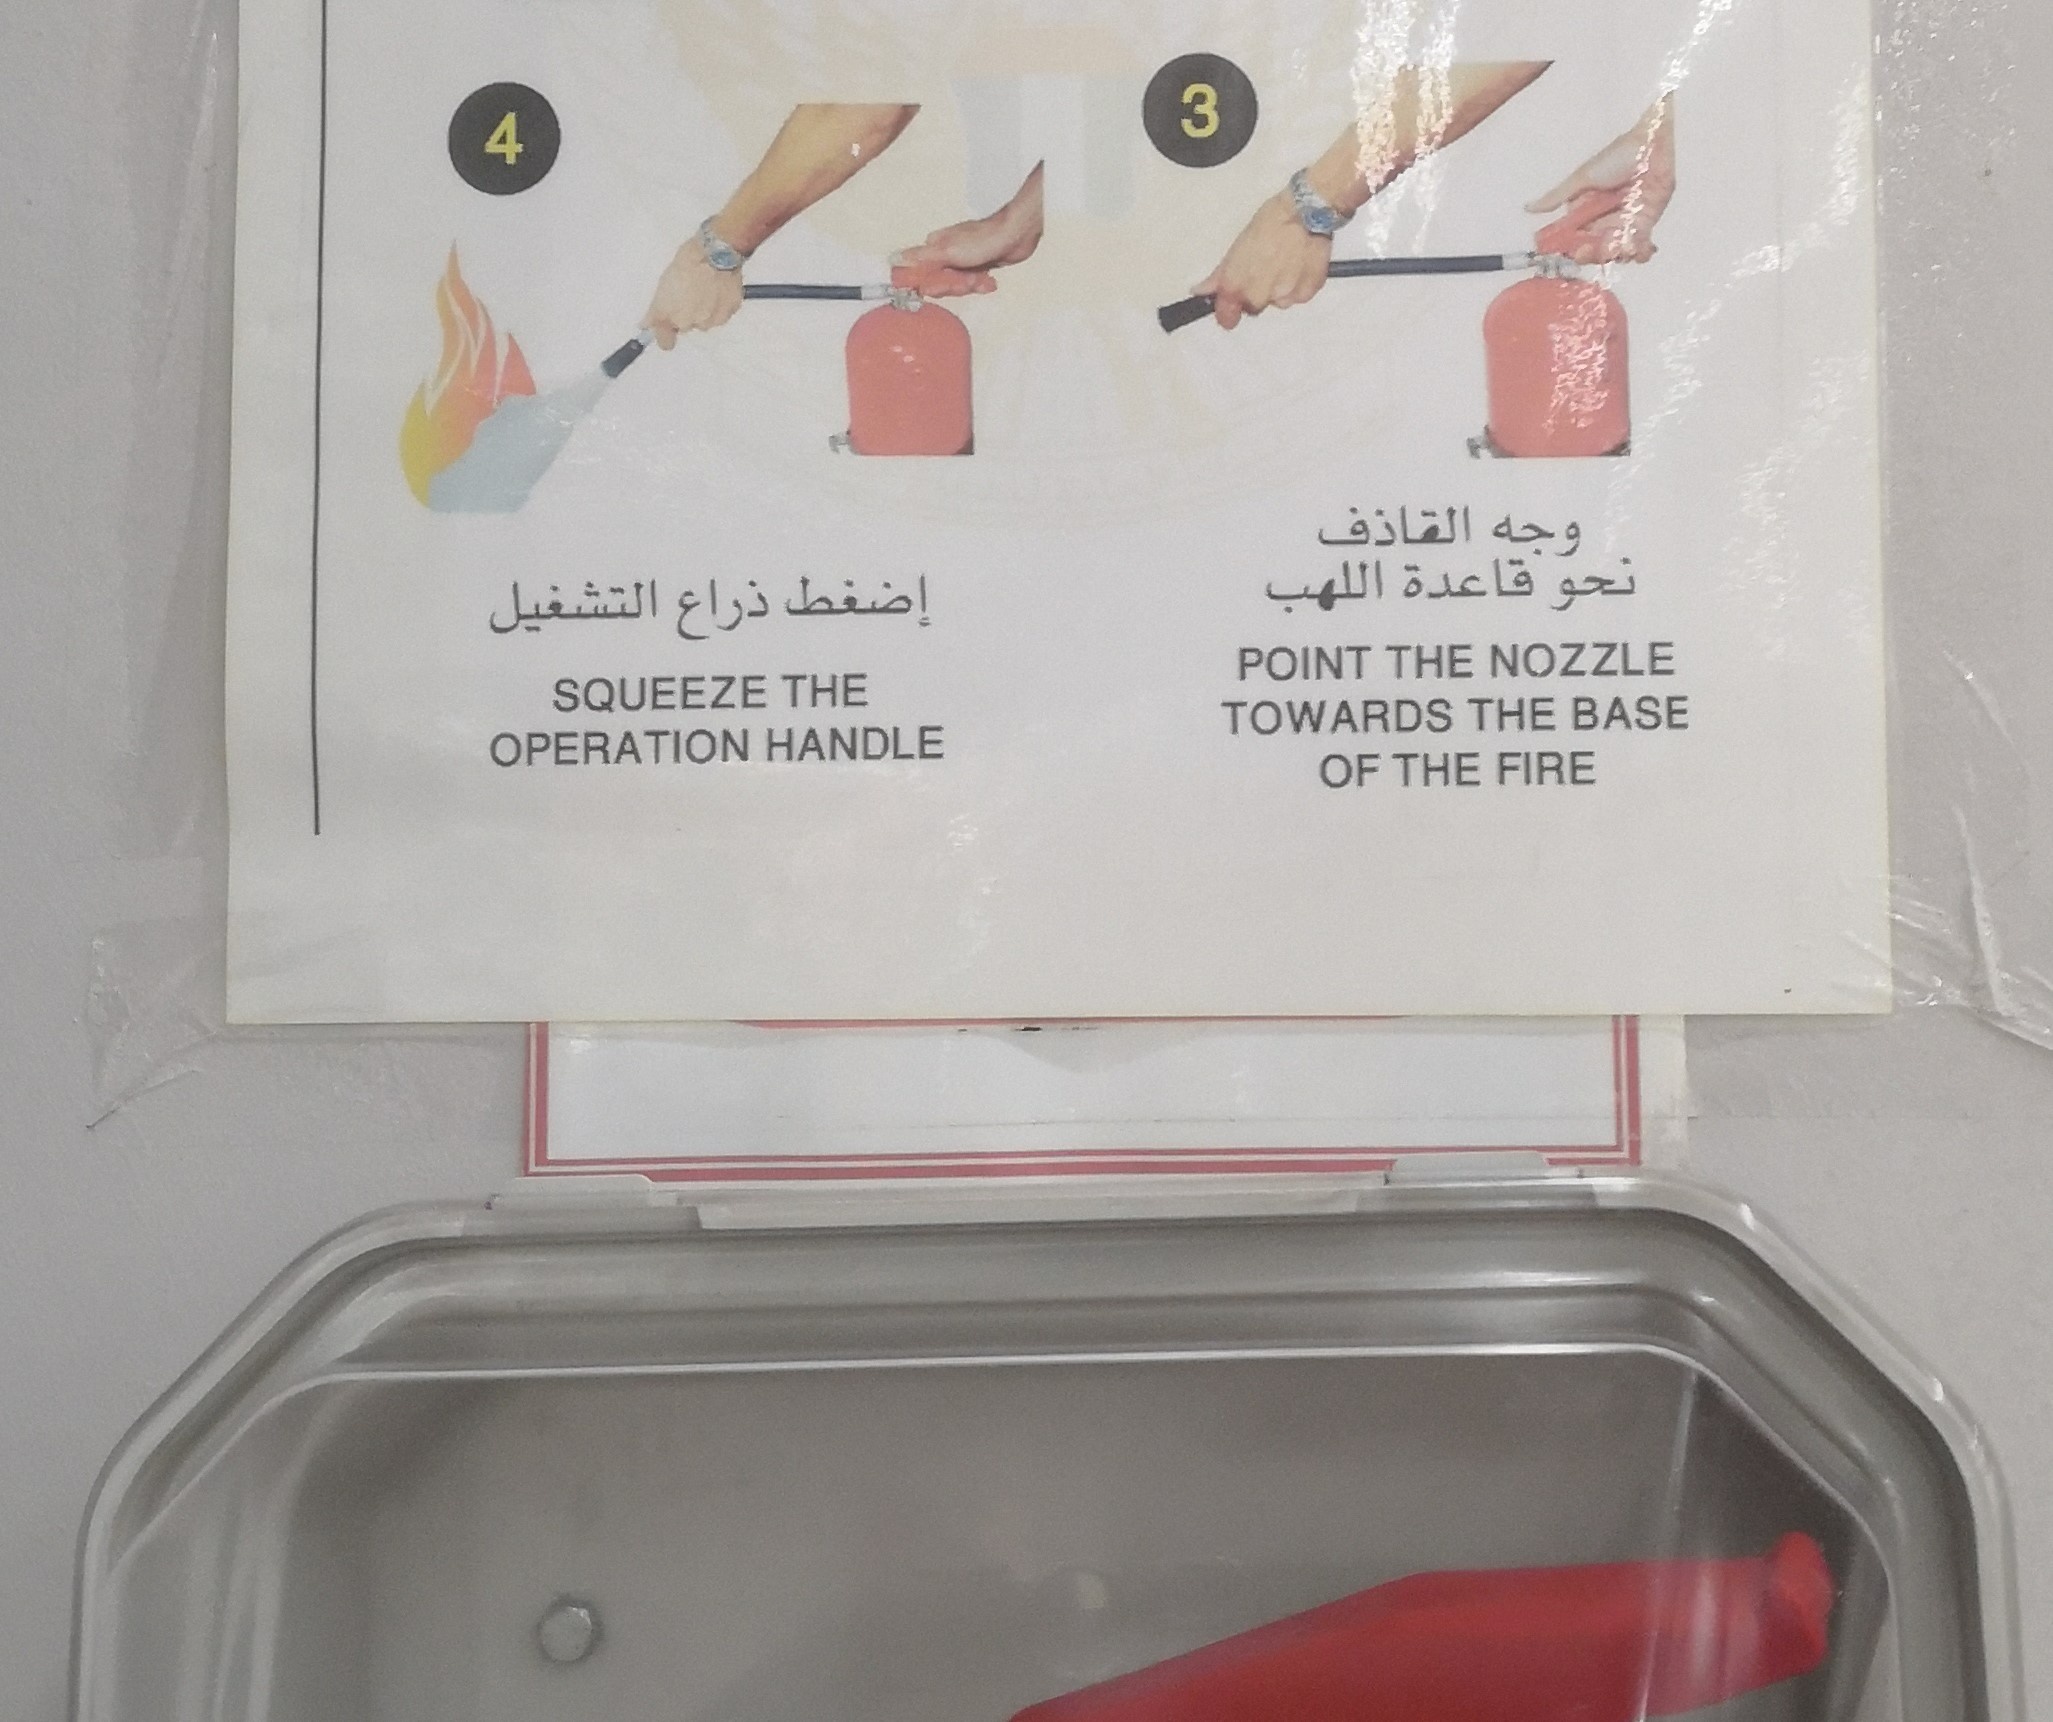 3
وجه القاذف
نحو قاعدة اللهب
POINT THE NOZZLE
TOWARDS THE BASE
OF THE FIRE
4
إضغط ذراع التشغيل
SQUEEZE THE
OPERATION HANDLE